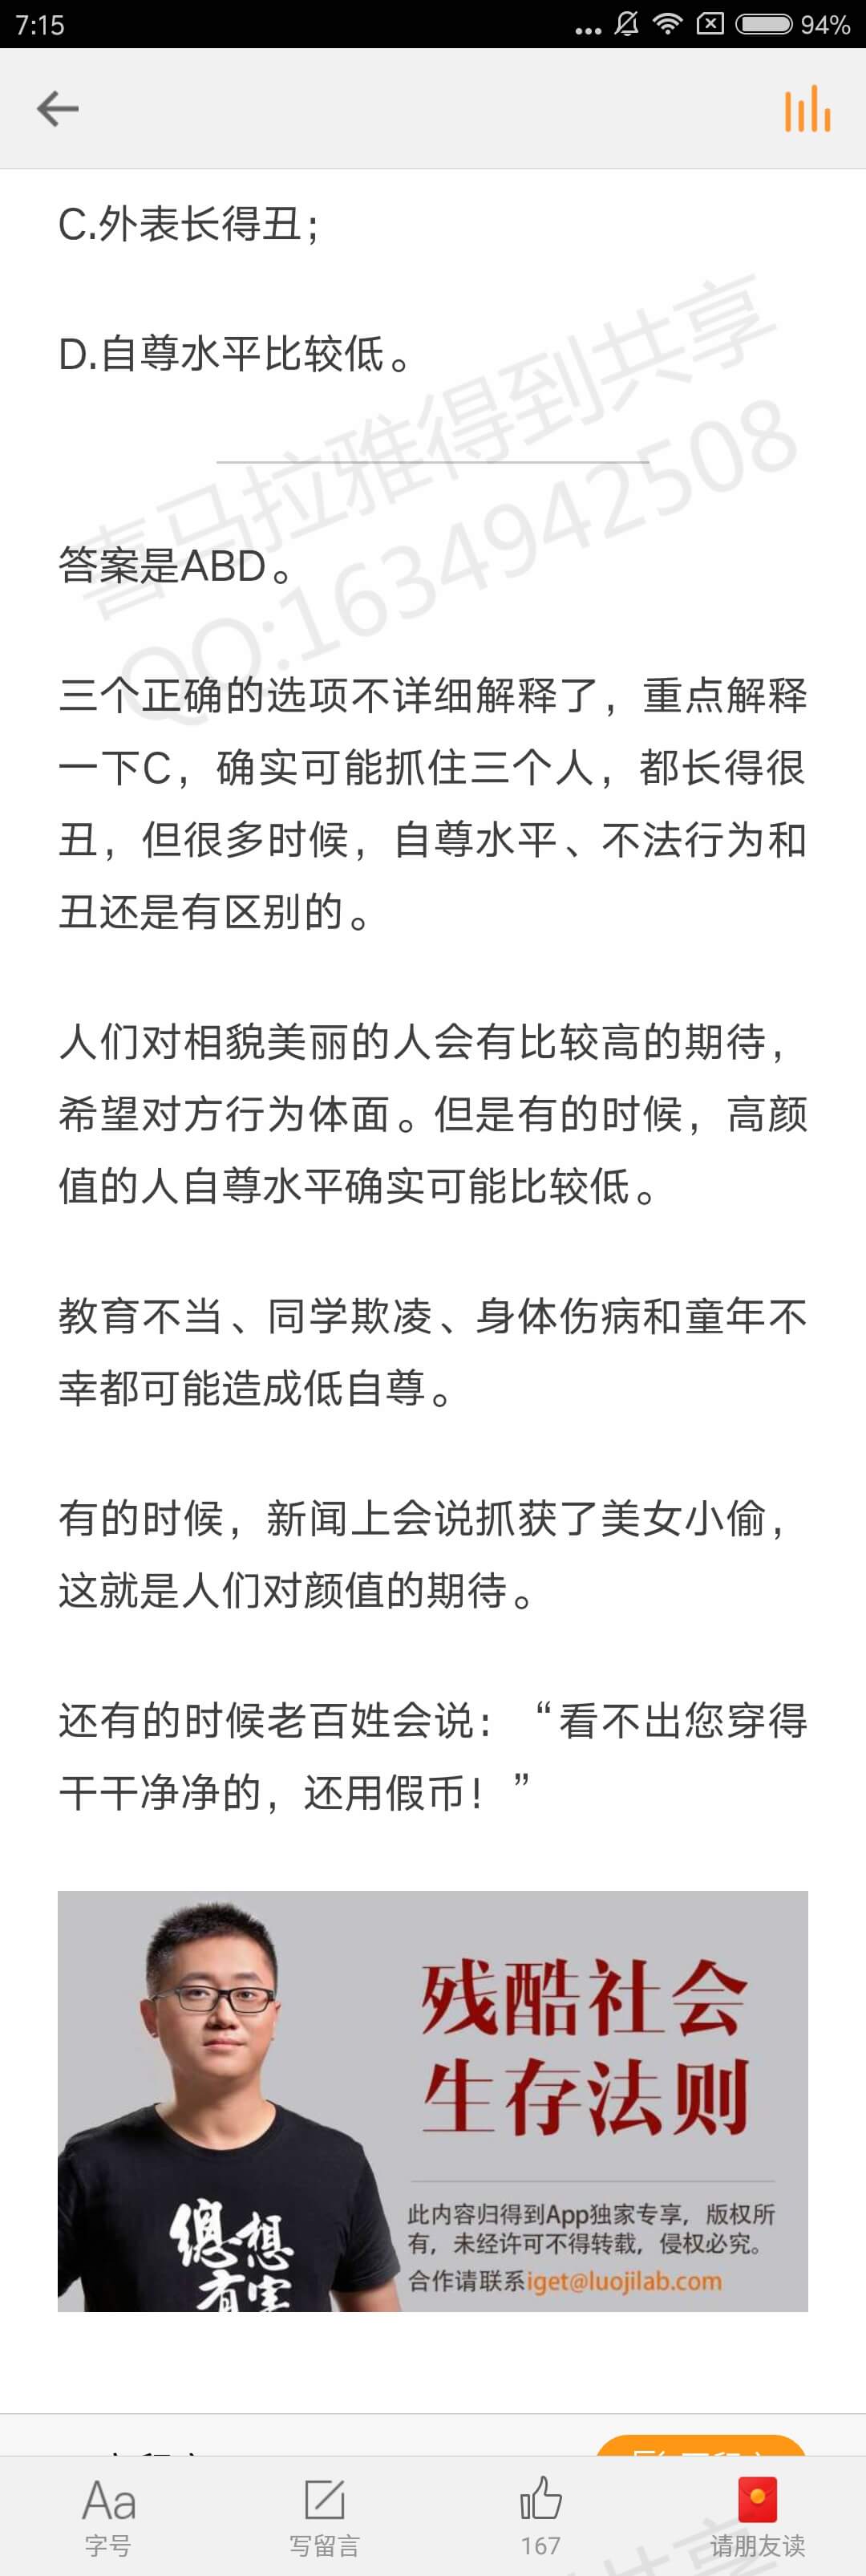 7:15
94%
C.外表长得丑；
D.自尊水平比较低。
喜马拉雅得到共享
QQ:1634942508
答案是ABD。
三个正确的选项不详细解释了，重点解释
一下C，确实可能抓住三个人，都长得很
丑，但很多时候，自尊水平、不法行为和
丑还是有区别的。
人们对相貌美丽的人会有比较高的期待，
希望对方行为体面。但是有的时候，高颜
值的人自尊水平确实可能比较低。
教育不当、同学欺凌、身体伤病和童年不
幸都可能造成低自尊。
有的时候，新闻上会说抓获了美女小偷，
这就是人们对颜值的期待。
还有的时候老百姓会说：“看不出您穿得
干干净净的，还用假币！”
残酷社会
生存法则
總想
有害
此内容归得到App独家专享，版权所
有，未经许可不得转载，侵权必究。
合作请联系iget@luojilab.com
Aa
字号
写留言
167
请朋友读
共享